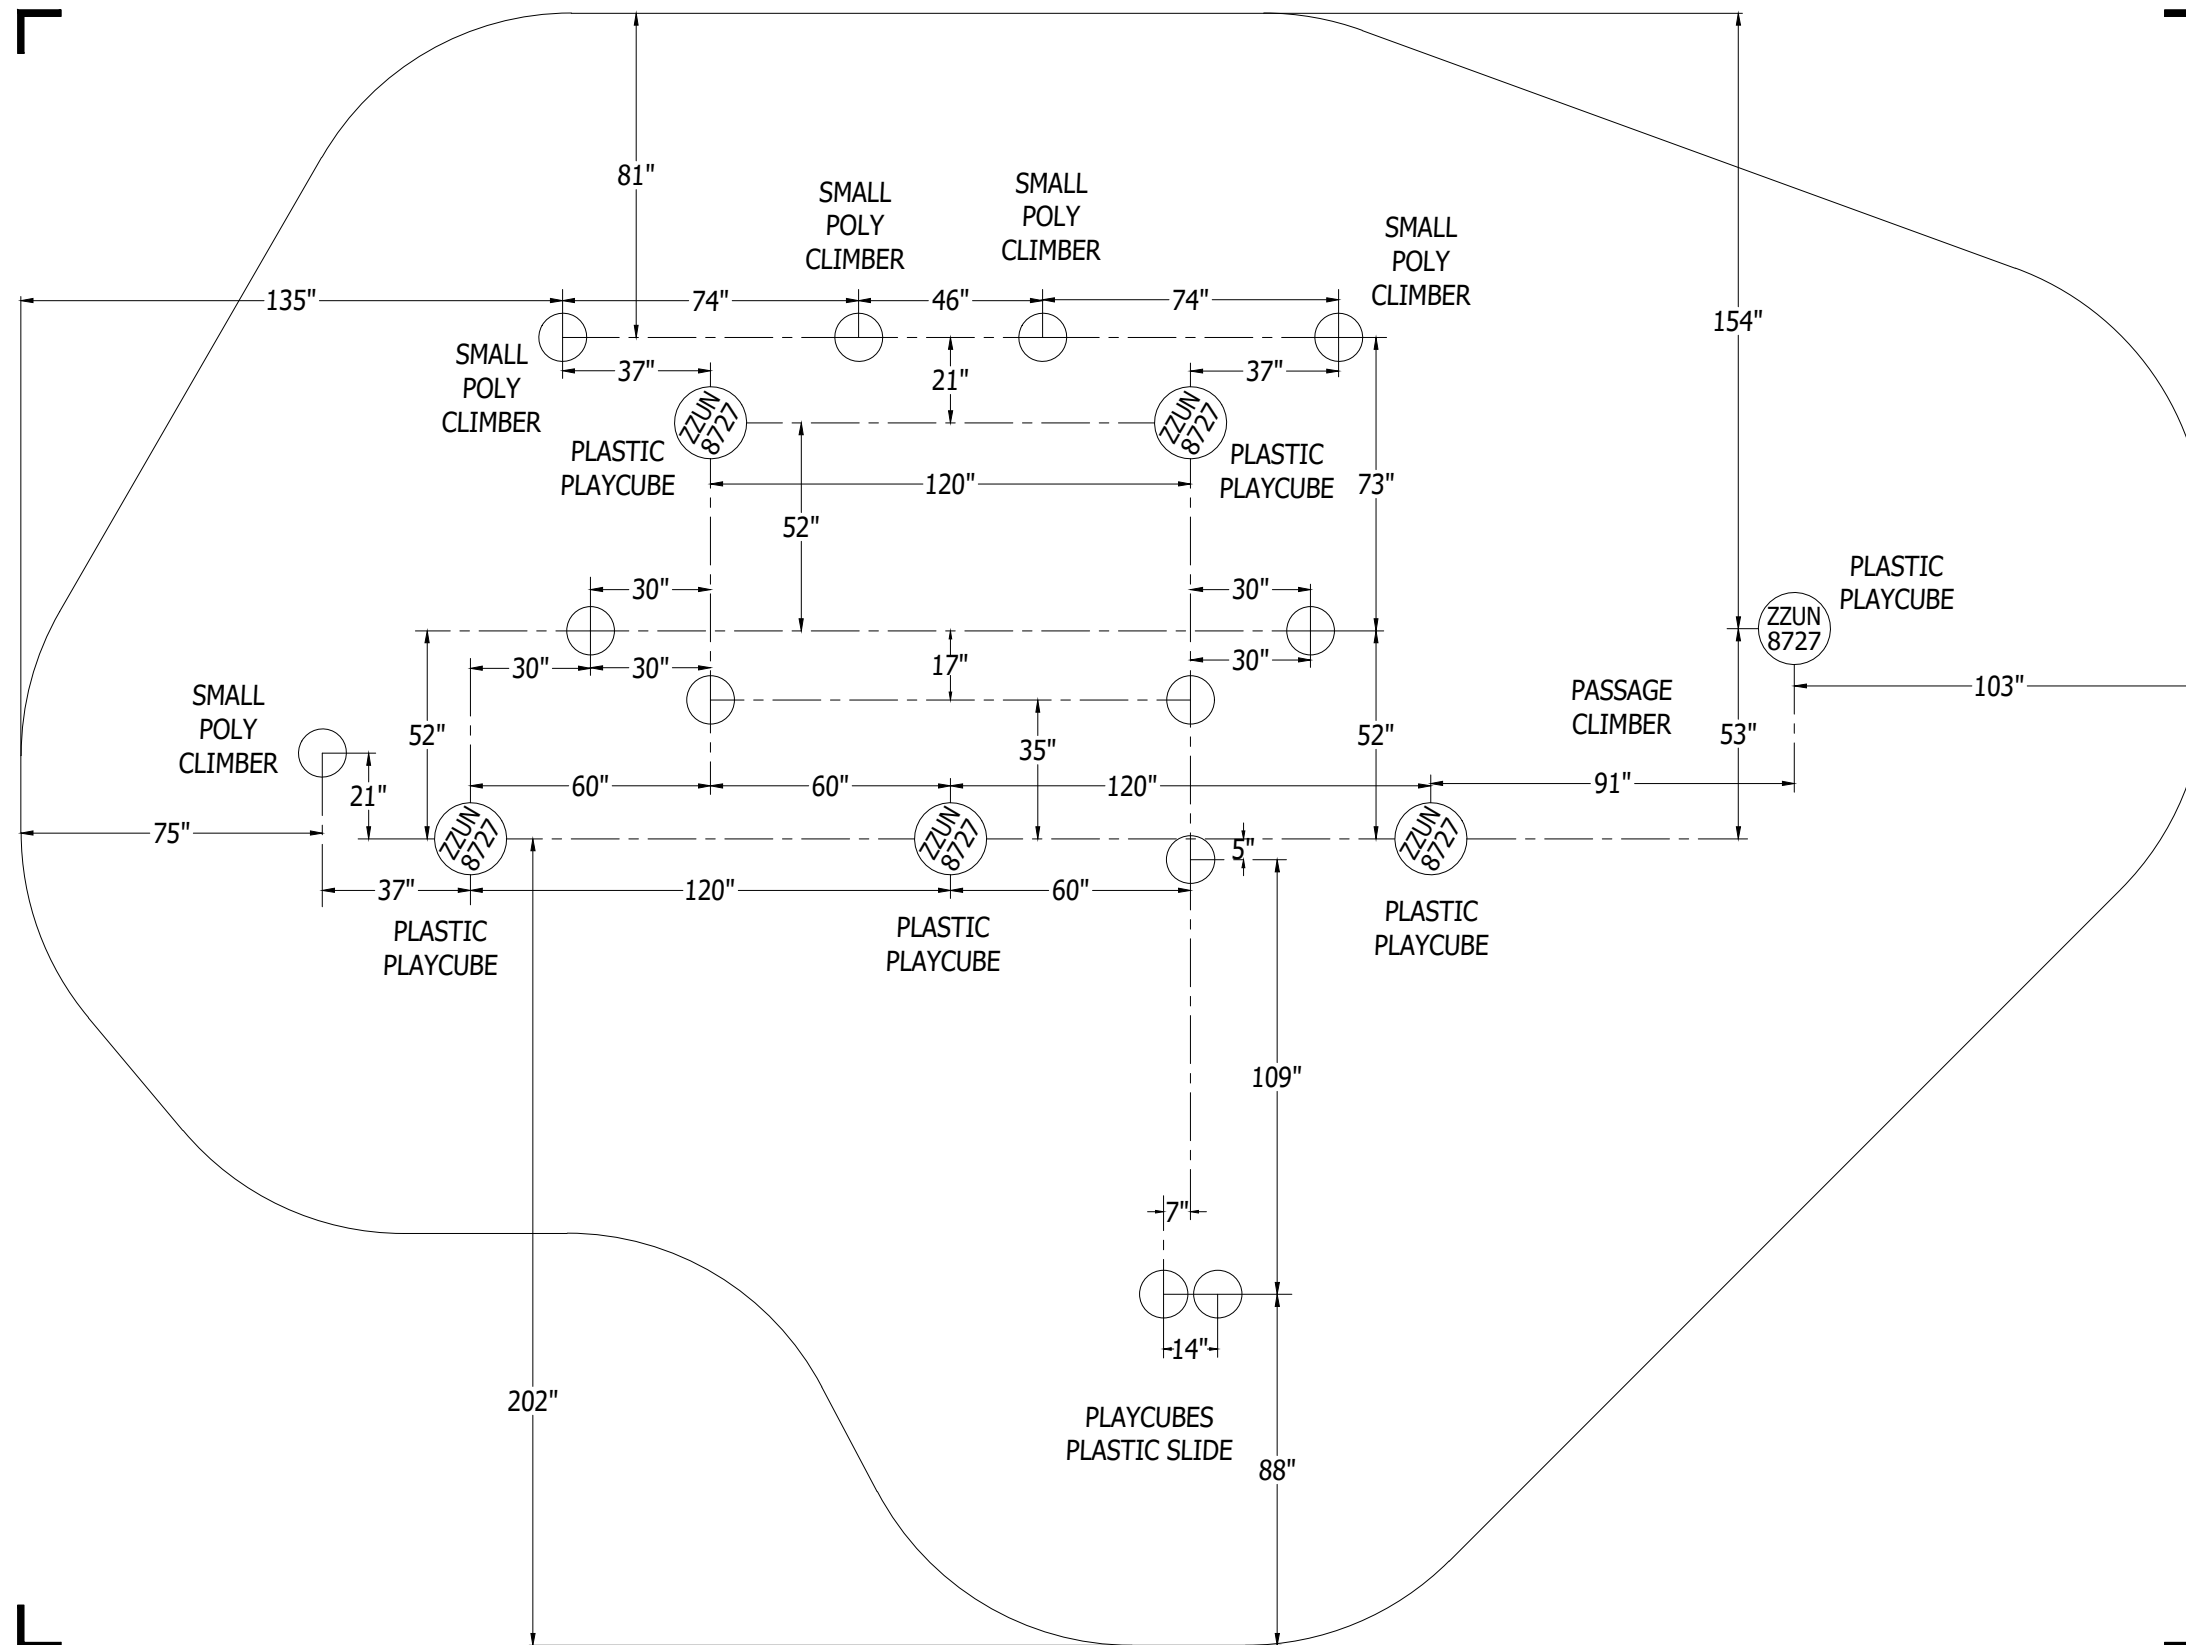 81"
SMALL
POLY
CLIMBER
SMALL
POLY
CLIMBER
SMALL
POLY
CLIMBER
135"
74"
46"
74"
154"
SMALL
POLY
CLIMBER
37"
21"
37"
ZZUN
8727
ZZUN
8727
PLASTIC
PLAYCUBE
PLASTIC
PLAYCUBE
120"
73"
52"
30"
30"
PLASTIC
PLAYCUBE
ZZUN
8727
30"
30"
17"
30"
SMALL
POLY
CLIMBER
PASSAGE
CLIMBER
103"
52"
35"
52"
53"
21"
60"
60"
120"
91"
75"
ZZUN
8727
ZZUN
8727
5"
ZZUN
8727
37"
120"
60"
PLASTIC
PLAYCUBE
PLASTIC
PLAYCUBE
PLASTIC
PLAYCUBE
109"
7"
14"
202"
PLAYCUBES
PLASTIC SLIDE
88"